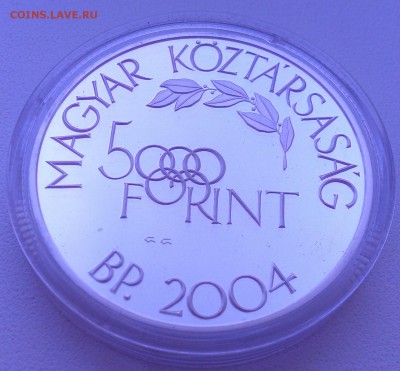 COINS.LAVE.RU
MAGYAR KÖZTÁRSASÁG
5000
FORINT
BP. 2004